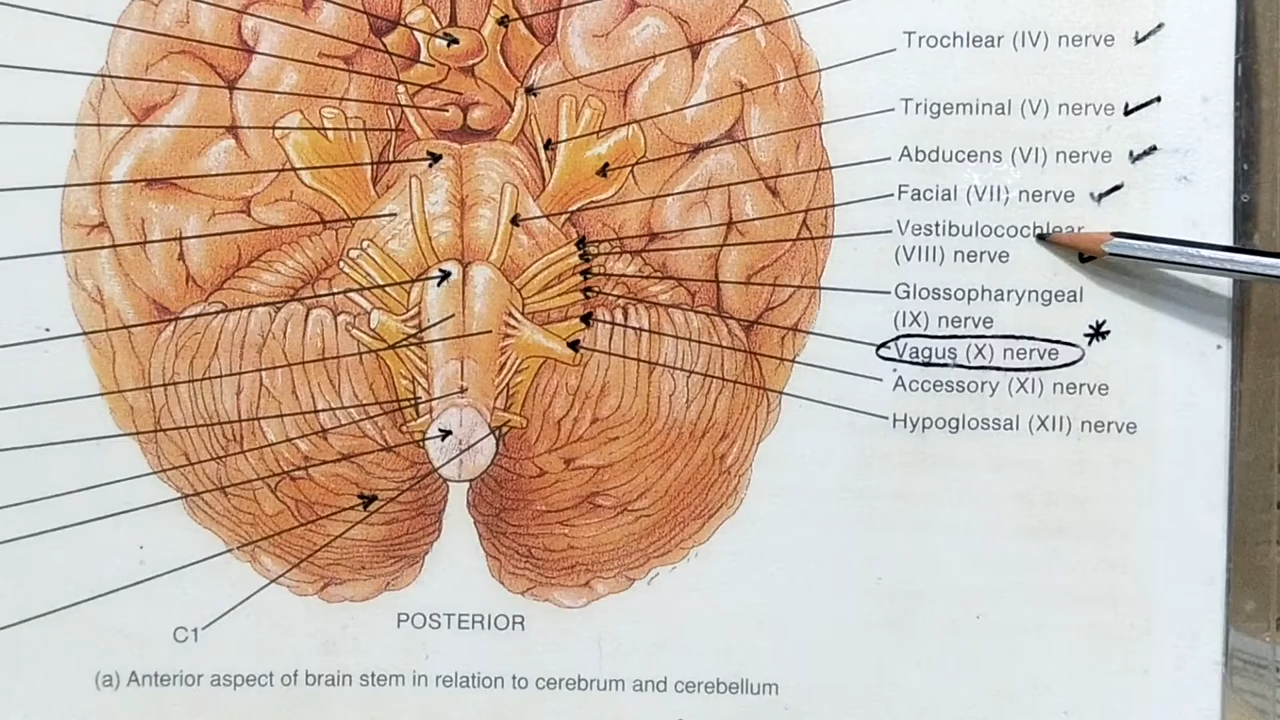 Trochlear (IV) nerve
Trigeminal (V) nerve
Abducens (VI) nerve
Facial (VII) nerve
Vestibulocochlear
(VIII) nerve
Glossopharyngeal
(IX) nerve
Vagus (X) nerve
Accessory (XI) nerve
Hypoglossal (XII) nerve
C1
POSTERIOR
(a) Anterior aspect of brain stem in relation to cerebrum and cerebellum